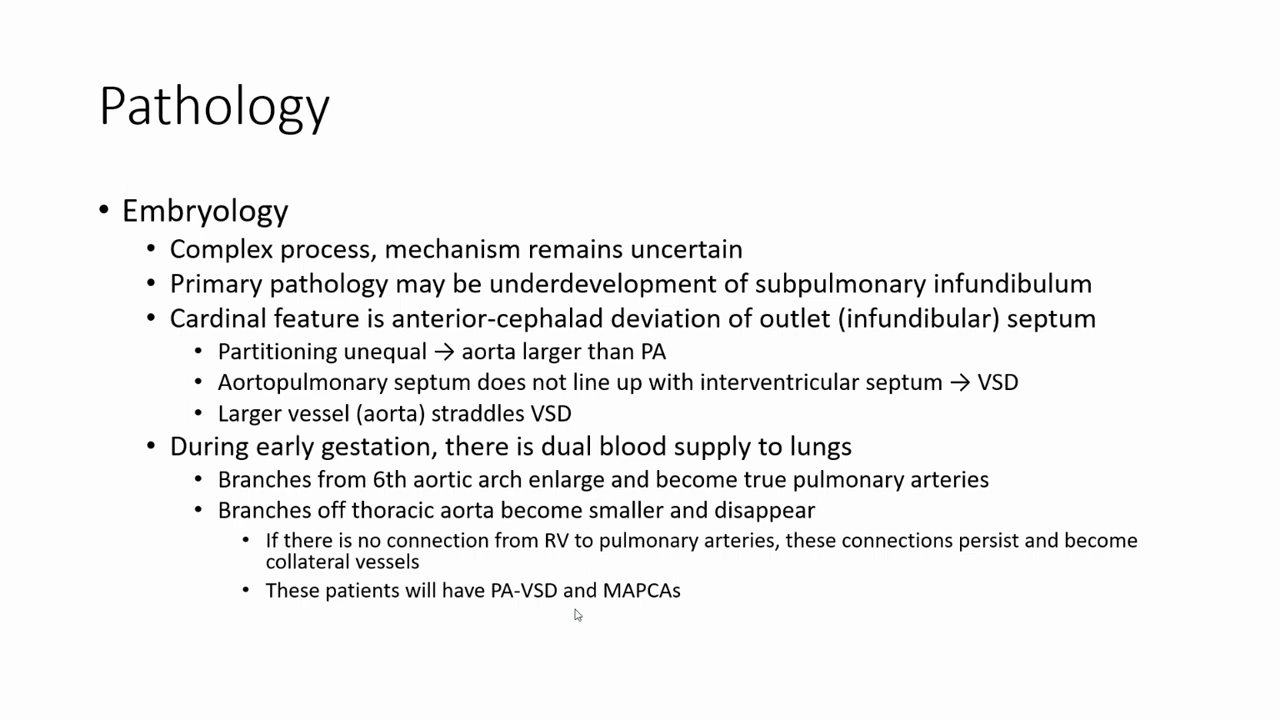 Pathology
• Embryology
• Complex process, mechanism remains uncertain
• Primary pathology may be underdevelopment of subpulmonary infundibulum
• Cardinal feature is anterior-cephalad deviation of outlet (infundibular) septum
• Partitioning unequal → aorta larger than PA
• Aortopulmonary septum does not line up with interventricular septum → VSD
• Larger vessel (aorta) straddles VSD
• During early gestation, there is dual blood supply to lungs
• Branches from 6th aortic arch enlarge and become true pulmonary arteries
• Branches off thoracic aorta become smaller and disappear
• If there is no connection from RV to pulmonary arteries, these connections persist and become
collateral vessels
• These patients will have PA-VSD and MAPCAs